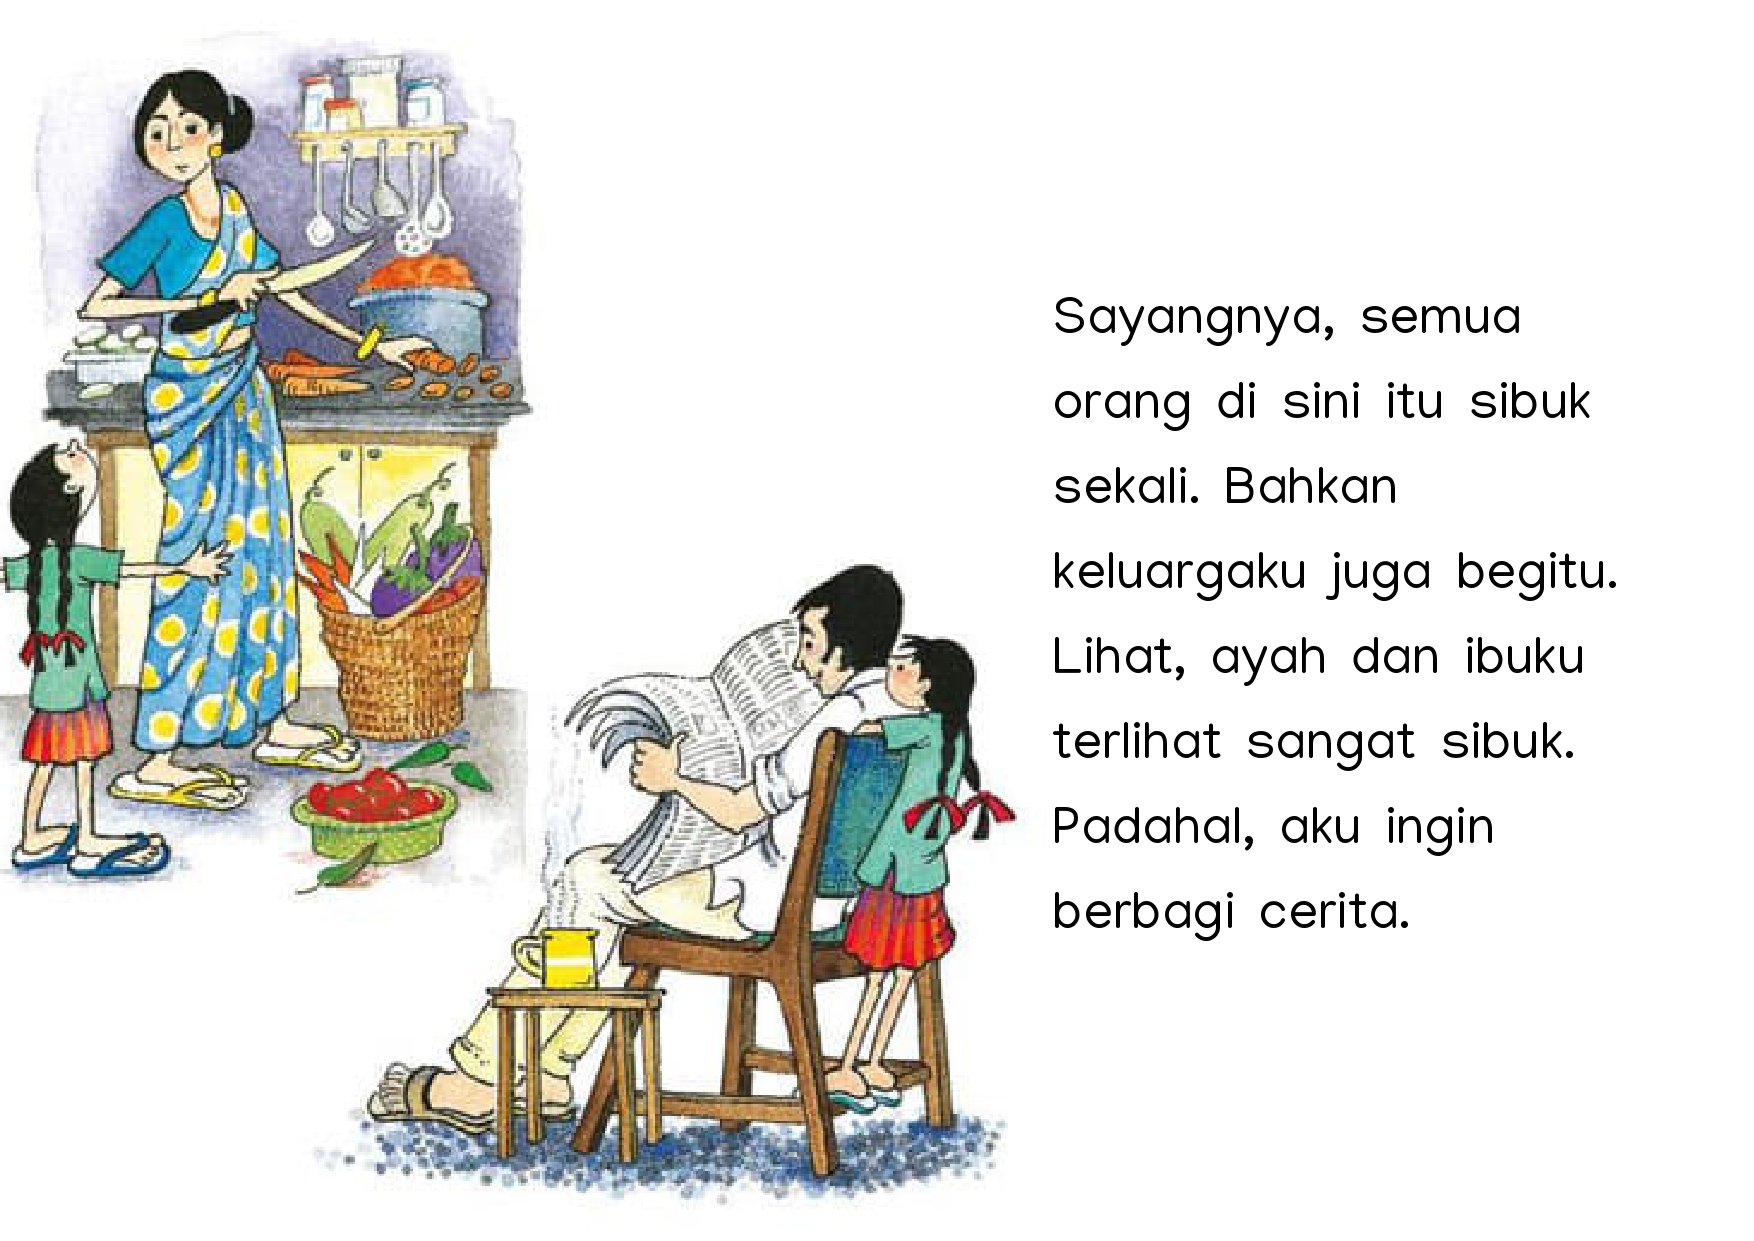 Sayangnya, semua
orang di sini itu sibuk
sekali. Bahkan
keluargaku juga begitu.
Lihat, ayah dan ibuku
terlihat sangat sibuk.
Padahal, aku ingin
berbagi cerita.